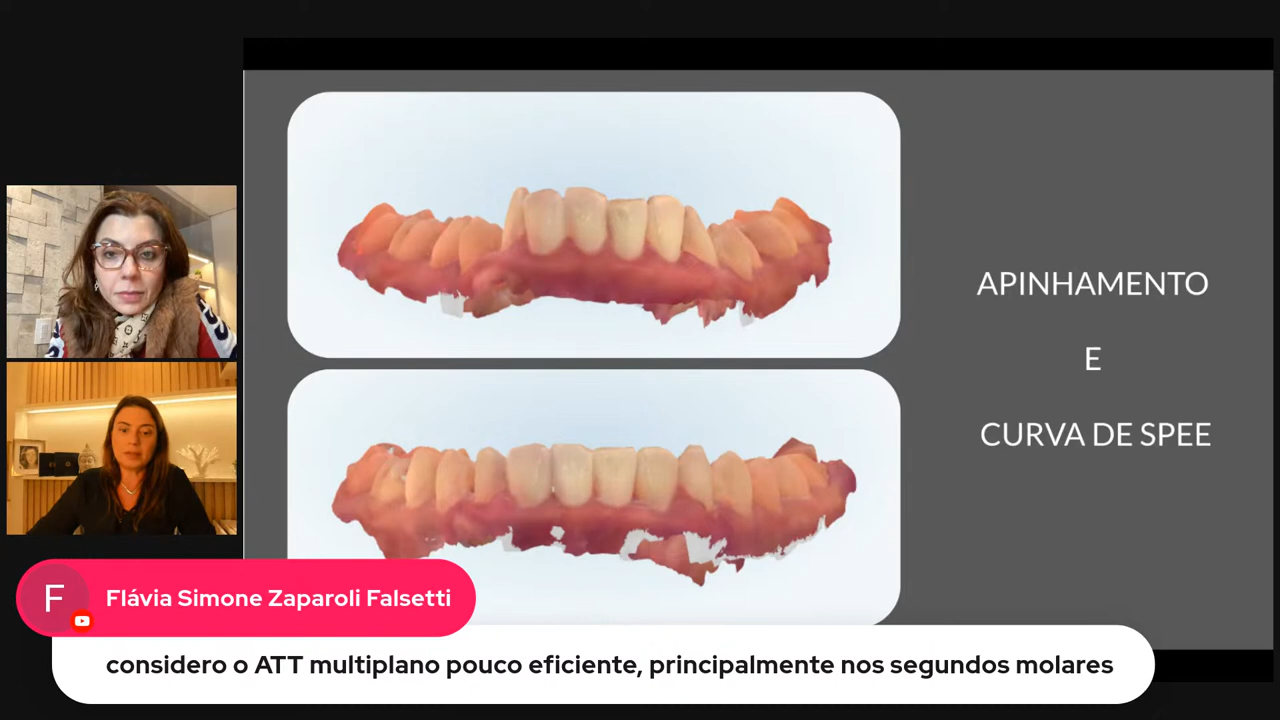 APINHAMENTO
E
CURVA DE SPEE
F
Flávia Simone Zaparoli Falsetti
considero o ATT multiplano pouco eficiente, principalmente nos segundos molares